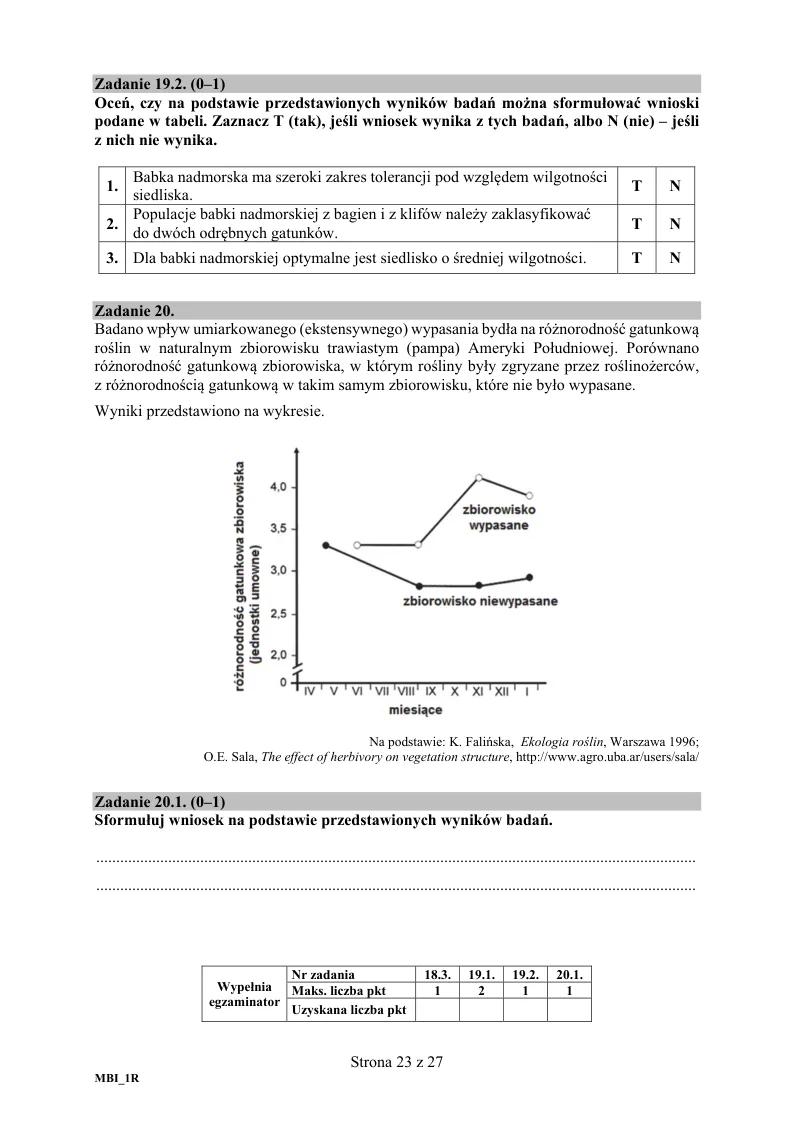 Zadanie 19.2. (0–1)
Oceń, czy na podstawie przedstawionych wyników badań można sformułować wnioski
podane w tabeli. Zaznacz T (tak), jeśli wniosek wynika z tych badań, albo N (nie) – jeśli
z nich nie wynika.
1. Babka nadmorska ma szeroki zakres tolerancji pod względem wilgotności
siedliska. T N
2. Populacje babki nadmorskiej z bagien i z klifów należy zaklasyfikować
do dwóch odrębnych gatunków. T N
3. Dla babki nadmorskiej optymalne jest siedlisko o średniej wilgotności. T N
Zadanie 20.
Badano wpływ umiarkowanego (ekstensywnego) wypasania bydła na różnorodność gatunkową
roślin w naturalnym zbiorowisku trawiastym (pampa) Ameryki Południowej. Porównano
różnorodność gatunkową zbiorowiska, w którym rośliny były zgryzane przez roślinożerców,
z różnorodnością gatunkową w takim samym zbiorowisku, które nie było wypasane.
Wyniki przedstawiono na wykresie.
różnorodność gatunkowa zbiorowiska
(jednostki umowne)
4,0
3,5
3,0
2,5
2,0
0
zbiorowisko
wypasane
zbiorowisko niewypasane
IV V VI VII VIII IX X XI XII I
miesiące
Na podstawie: K. Falińska, Ekologia roślin, Warszawa 1996;
O.E. Sala, The effect of herbivory on vegetation structure, http://www.agro.uba.ar/users/sala/
Zadanie 20.1. (0–1)
Sformułuj wniosek na podstawie przedstawionych wyników badań.
Wypełnia
egzaminator
Nr zadania 18.3. 19.1. 19.2. 20.1.
Maks. liczba pkt 1 2 1 1
Uzyskana liczba pkt
Strona 23 z 27
MBI_1R